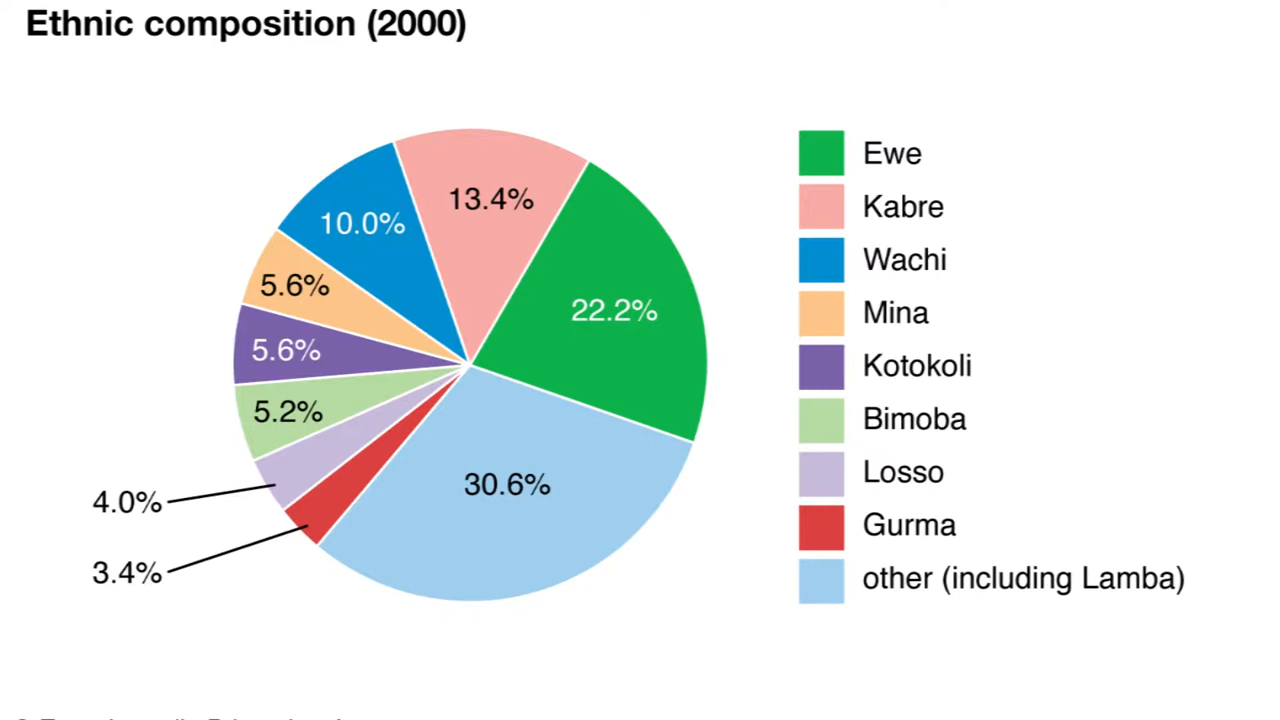 Ethnic composition (2000)
13.4%
10.0%
22.2%
5.6%
5.6%
5.2%
30.6%
4.0%
3.4%
Ewe
Kabre
Wachi
Mina
Kotokoli
Bimoba
Losso
Gurma
other (including Lamba)